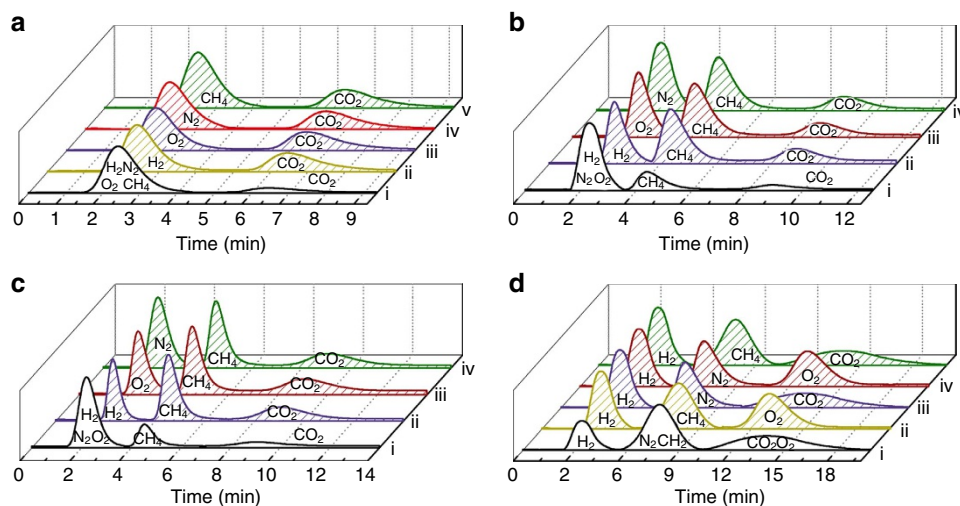 a
CH₄
CO₂
N₂
CO₂
O₂
CO₂
H₂
CO₂
H₂N₂
O₂ CH₄
CO₂
v
iv
iii
ii
i
0 1 2 3 4 5 6 7 8 9
Time (min)
b
N₂
CH₄
CO₂
O₂
CH₄
CO₂
H₂
CH₄
CO₂
H₂
N₂O₂
CH₄
CO₂
iv
iii
ii
i
0 2 4 6 8 10 12
Time (min)
c
N₂
CH₄
CO₂
O₂
CH₄
CO₂
H₂
CH₄
CO₂
H₂
N₂O₂
CH₄
CO₂
iv
iii
ii
i
0 2 4 6 8 10 12 14
Time (min)
d
H₂
CH₄
CO₂
H₂
N₂
O₂
H₂
N₂
CO₂
H₂
CH₄
O₂
H₂
N₂CH₂
CO₂O₂
iv
iii
ii
i
0 2 6 9 12 15 18
Time (min)